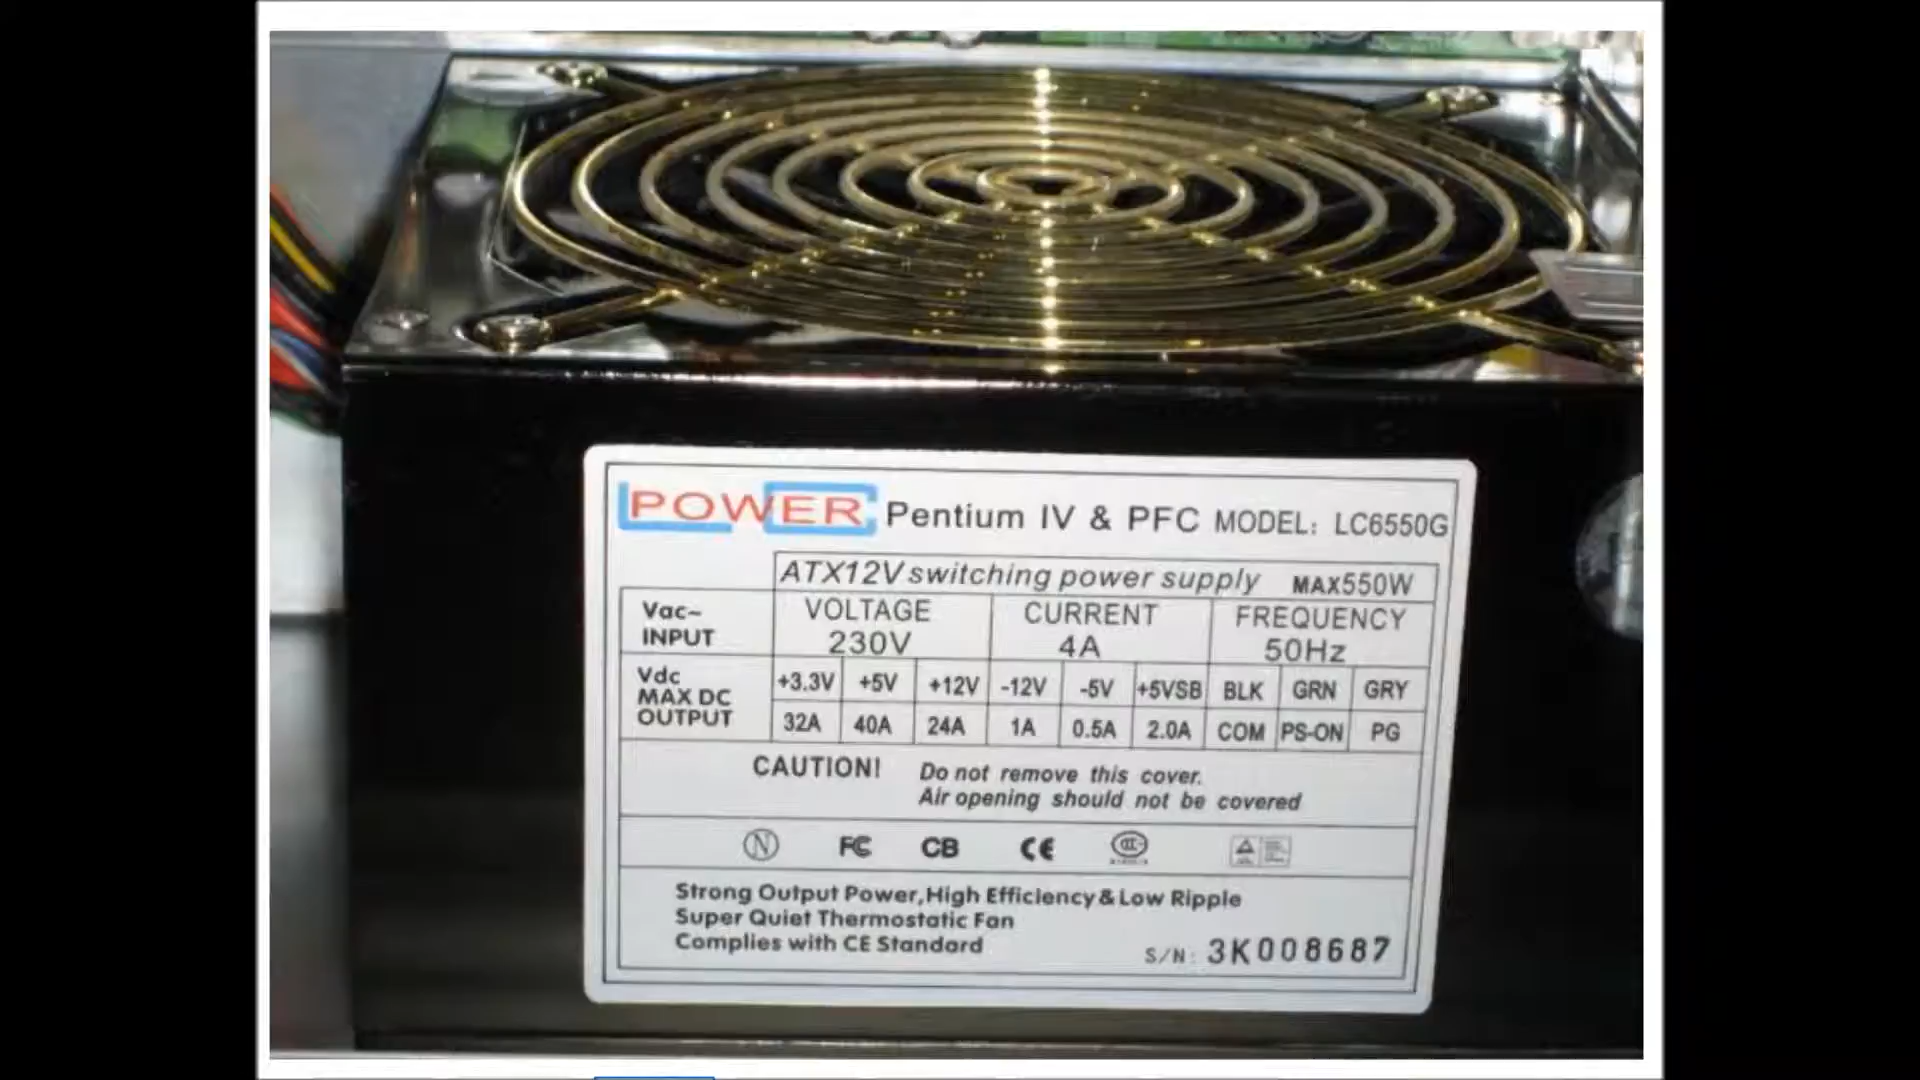 POWER Pentium IV & PFC MODEL: LC6550G
ATX12V switching power supply MAX550W
Vac~ INPUT VOLTAGE 230V CURRENT 4A FREQUENCY 50Hz
Vdc MAX DC OUTPUT
+3.3V +5V +12V -12V -5V +5VSB BLK GRN GRY
32A 40A 24A 1A 0.5A 2.0A COM PS-ON PG
CAUTION! Do not remove this cover.
Air opening should not be covered
N FC CB CE
Strong Output Power,High Efficiency & Low Ripple
Super Quiet Thermostatic Fan
Complies with CE Standard
S/N: 3K008687